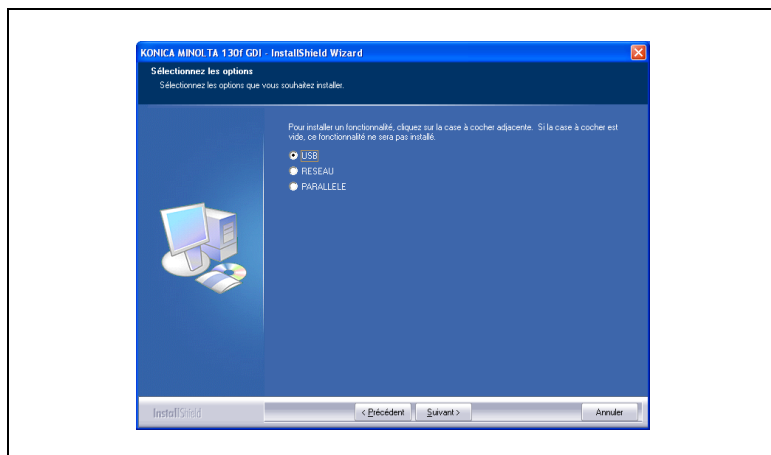 KONICA MINOLTA 130f GDI - InstallShield Wizard
Sélectionnez les options
Sélectionnez les options que vous souhaitez installer.
Pour installer un fonctionnalité, cliquez sur la case à cocher adjacente. Si la case à cocher est
vide, ce fonctionnalité ne sera pas installé.
USB
RESEAU
PARALLELE
InstallShield
< Précédent
Suivant >
Annuler